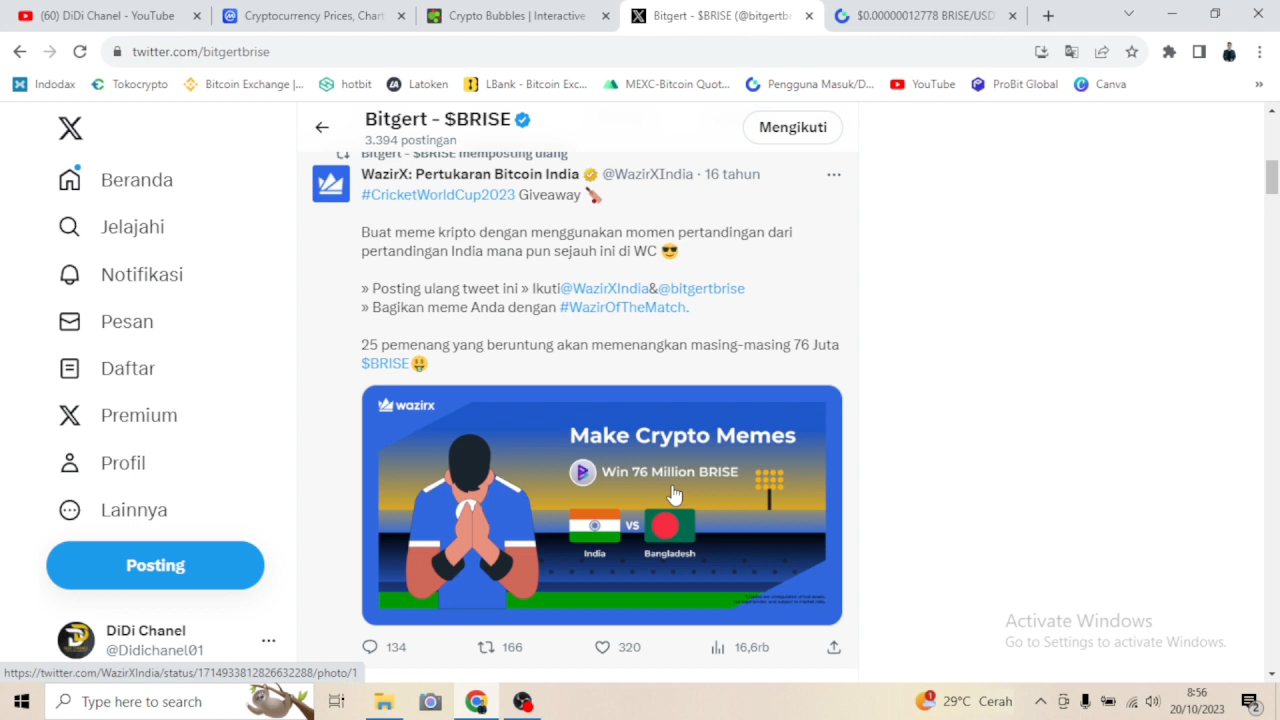 (60) DiDi Chanel - YouTube
Cryptocurrency Prices, Chart
Crypto Bubbles | Interactive
Bitgert - $BRISE (@bitgertbr
$0.00000012778 BRISE/USD
twitter.com/bitgertbrise
Indodax
Tokocrypto
Bitcoin Exchange |...
hotbit
Latoken
LBank - Bitcoin Exc...
MEXC-Bitcoin Quot...
Pengguna Masuk/D...
YouTube
ProBit Global
Canva
»
Bitgert - $BRISE
3.394 postingan
Mengikuti
Beranda
Jelajahi
Notifikasi
Pesan
Daftar
Premium
Profil
Lainnya
Posting
DiDi Chanel
@Didichanel01
Bitgert - $BRISE memposting ulang
WazirX: Pertukaran Bitcoin India @WazirXIndia · 16 tahun
#CricketWorldCup2023 Giveaway
Buat meme kripto dengan menggunakan momen pertandingan dari
pertandingan India mana pun sejauh ini di WC
» Posting ulang tweet ini » Ikuti@WazirXIndia&@bitgertbrise
» Bagikan meme Anda dengan #WazirOfTheMatch.
25 pemenang yang beruntung akan memenangkan masing-masing 76 Juta
$BRISE
wazirx
Make Crypto Memes
Win 76 Million BRISE
vs
India
Bangladesh
134
166
320
16,6rb
Activate Windows
Go to Settings to activate Windows.
https://twitter.com/WazirXIndia/status/1714933812826632288/photo/1
Type here to search
1
29°C Cerah
8:56
20/10/2023
2